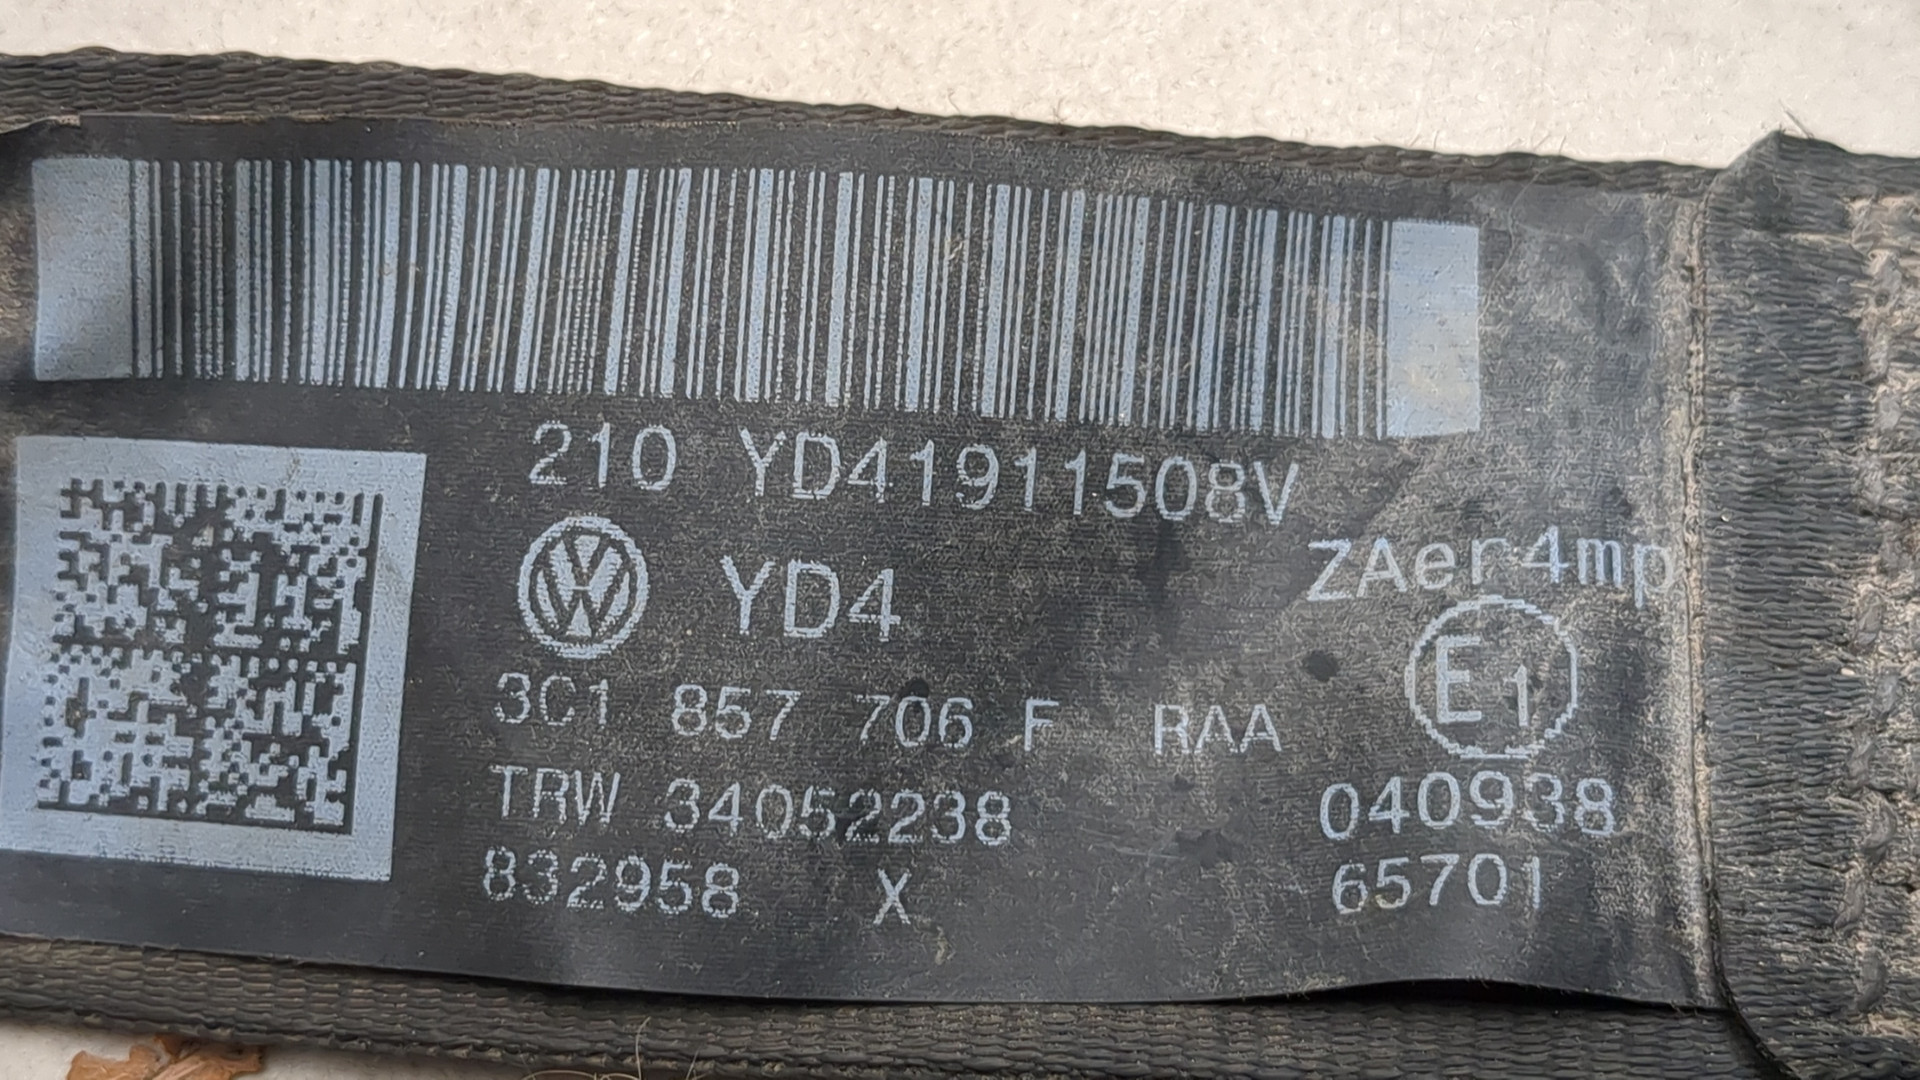 210 YD41911508V
YD4
ZAer4mp
E1
3C1 857 706 F RAA
TRW 34052238
040938
832958 X
65701